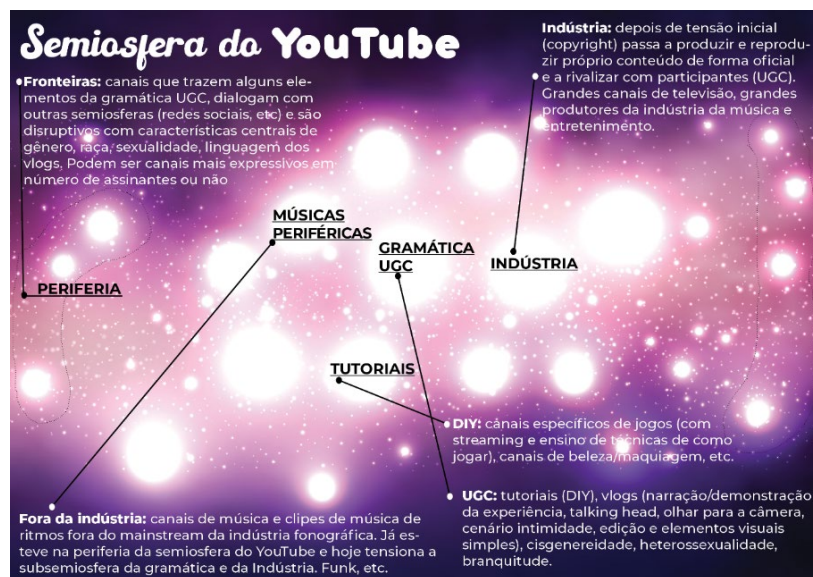 Semiosfera do YouTube
Fronteiras: canais que trazem alguns ele-
mentos da gramática UGC, dialogam com
outras semiosferas (redes sociais, etc) e são
disruptivos com características centrais de
gênero, raça, sexualidade, linguagem dos
vlogs. Podem ser canais mais expressivos em
número de assinantes ou não
Indústria: depois de tensão inicial
(copyright) passa a produzir e reprodu-
zir próprio conteúdo de forma oficial
e a rivalizar com participantes (UGC).
Grandes canais de televisão, grandes
produtores da indústria da música e
entretenimento.
MÚSICAS
PERIFÉRICAS
GRAMÁTICA
UGC
INDÚSTRIA
PERIFERIA
TUTORIAIS
DIY: canais específicos de jogos (com
streaming e ensino de técnicas de como
jogar), canais de beleza/maquiagem, etc.
Fora da indústria: canais de música e clipes de música de
ritmos fora do mainstream da indústria fonográfica. Já es-
teve na periferia da semiosfera do YouTube e hoje tensiona a
subsemiosfera da gramática e da Indústria. Funk, etc.
UGC: tutoriais (DIY), vlogs (narração/demonstração
da experiência, talking head, olhar para a câmera,
cenário intimidade, edição e elementos visuais
simples), cisgenereidade, heterossexualidade,
branquitude.